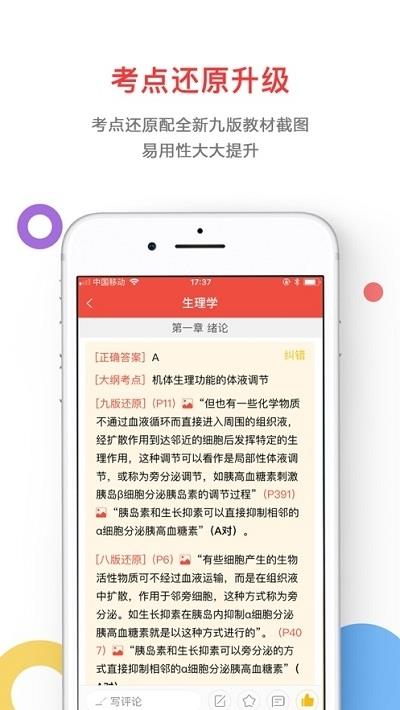 考点还原升级
考点还原配全新九版教材截图
易用性大大提升
中国移动
17:37
生理学
第一章 绪论
[正确答案] A
纠错
[大纲考点] 机体生理功能的体液调节
[九版还原] (P11) “但也有一些化学物质
不通过血液循环而直接进入周围的组织液,
经扩散作用到达邻近的细胞后发挥特定的生
理作用，这种调节可以看作是局部性体液调
节，或称为旁分泌调节，如胰高血糖素刺激
胰岛β细胞分泌胰岛素的调节过程” (P391)
“胰岛素和生长抑素可以直接抑制相邻的
α细胞分泌胰高血糖素”(A对）。
[八版还原] (P6) “有些细胞产生的生物
活性物质可不经过血液运输，而是在组织液
中扩散，作用于邻旁细胞，这种方式称为旁
分泌。如生长抑素在胰岛内抑制α细胞分泌
胰高血糖素就是以这种方式进行的”。(P40
7) “胰岛素和生长抑素可以旁分泌的方
式直接抑制相邻的α细胞分泌胰高血糖素”
(A
写评论